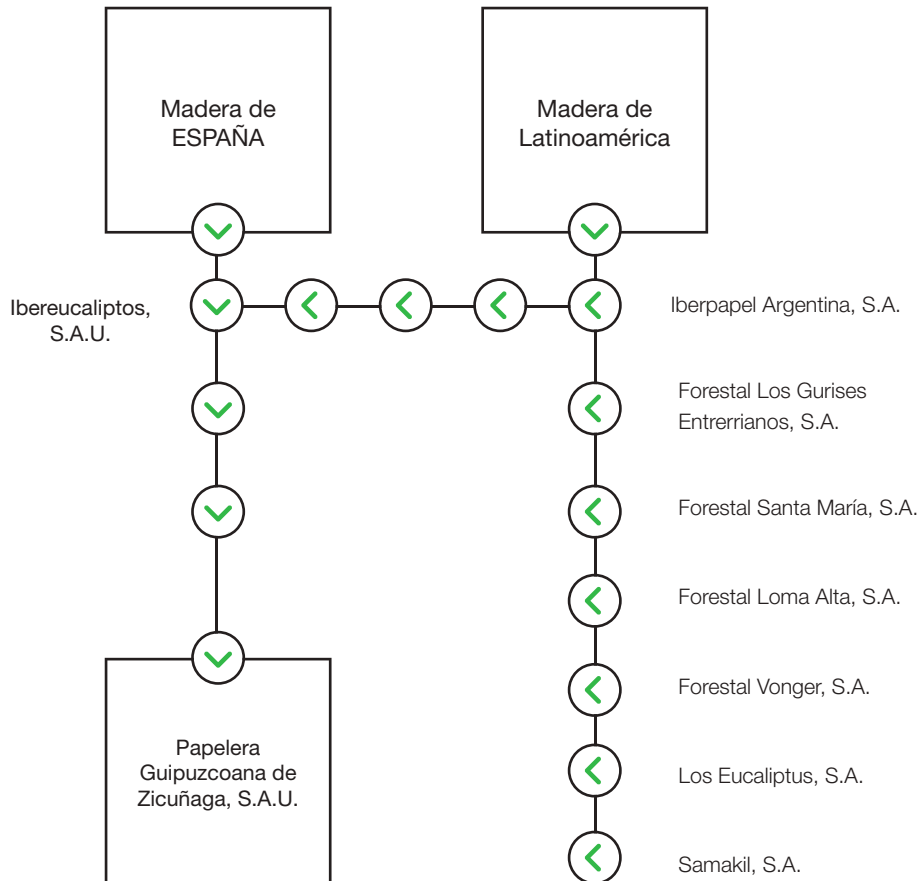 Madera de
ESPAÑA
Madera de
Latinoamérica
Ibereucaliptos,
S.A.U.
Iberpapel Argentina, S.A.
Forestal Los Gurises
Entrerrianos, S.A.
Forestal Santa María, S.A.
Forestal Loma Alta, S.A.
Forestal Vonger, S.A.
Papelera
Guipuzcoana de
Zicuñaga, S.A.U.
Los Eucaliptus, S.A.
Samakil, S.A.